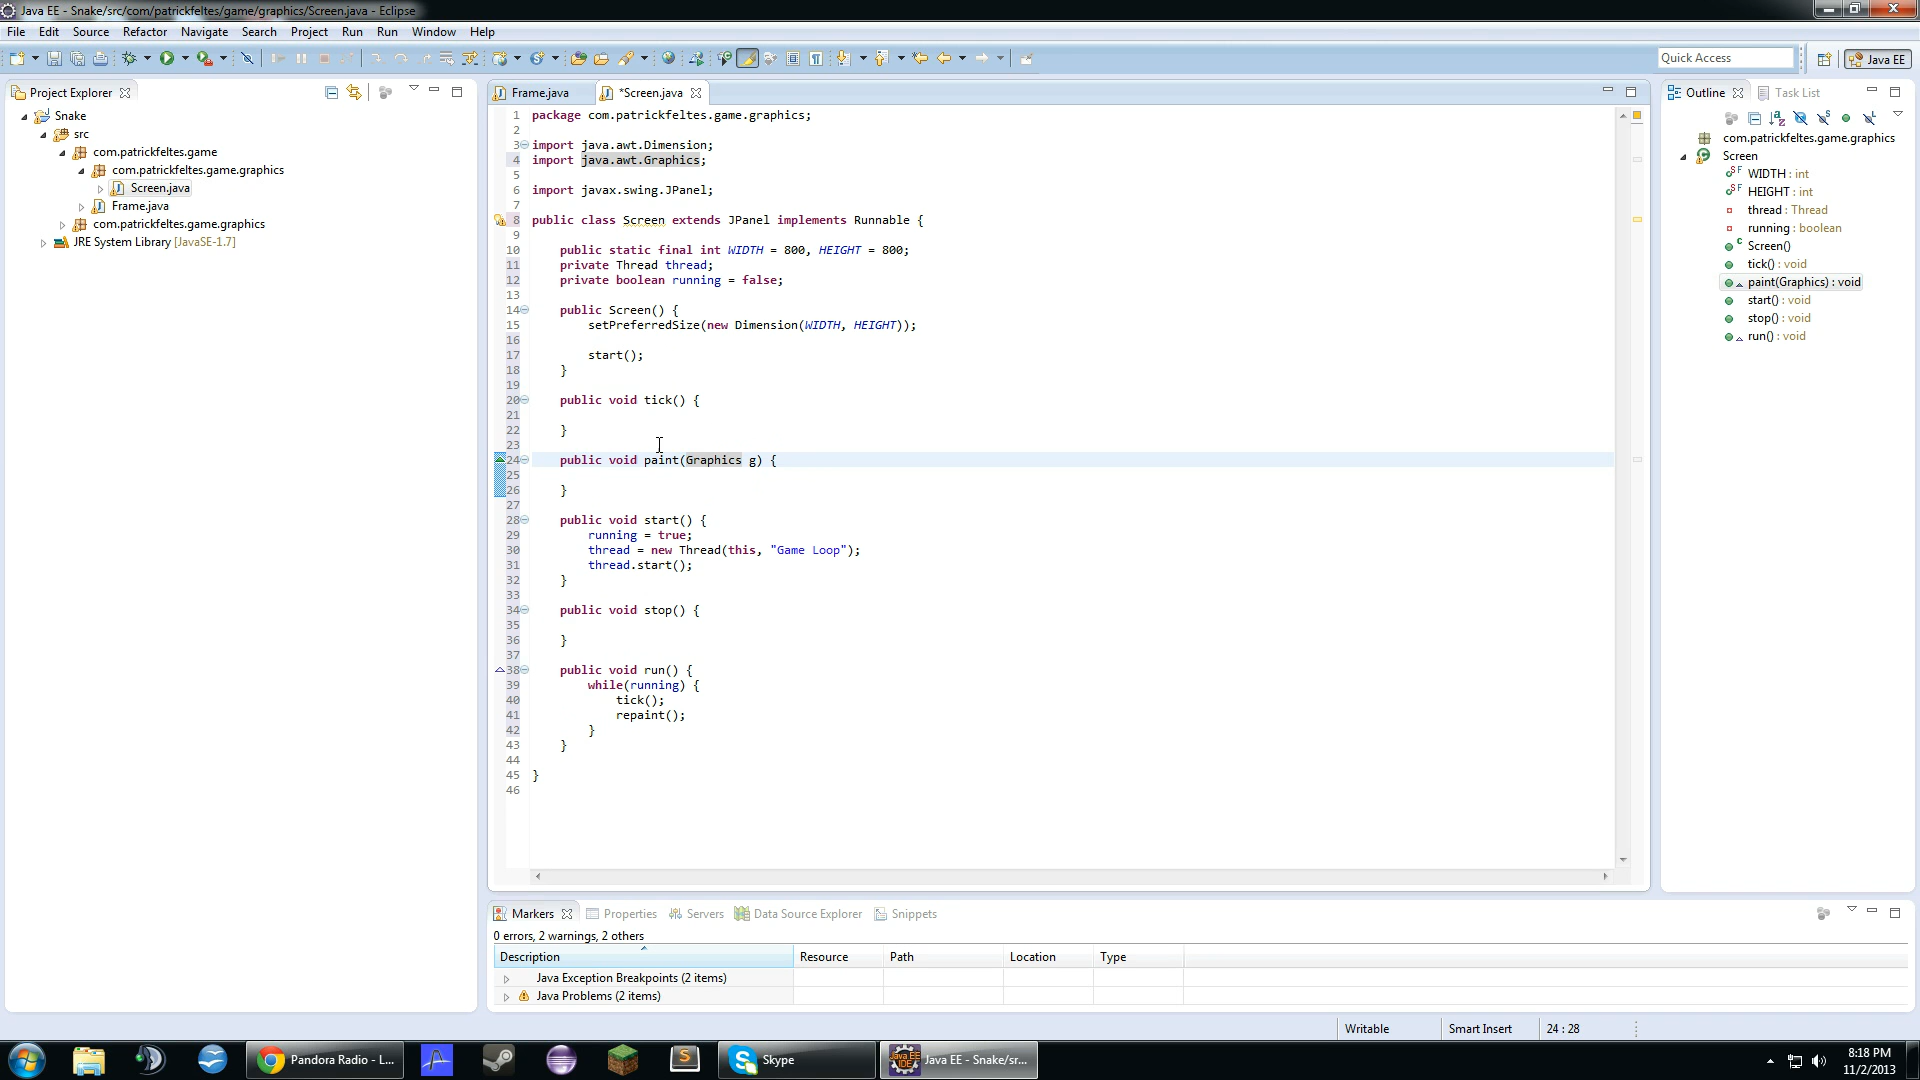 Java EE - Snake/src/com/patrickfeltes/game/graphics/Screen.java - Eclipse
File Edit Source Refactor Navigate Search Project Run Run Window Help
Quick Access
Java EE
Project Explorer
Snake
src
com.patrickfeltes.game
com.patrickfeltes.game.graphics
Screen.java
Frame.java
com.patrickfeltes.game.graphics
JRE System Library [JavaSE-1.7]
Frame.java *Screen.java
1 package com.patrickfeltes.game.graphics;
2
3 import java.awt.Dimension;
4 import java.awt.Graphics;
5
6 import javax.swing.JPanel;
7
8 public class Screen extends JPanel implements Runnable {
9
10 public static final int WIDTH = 800, HEIGHT = 800;
11 private Thread thread;
12 private boolean running = false;
13
14 public Screen() {
15 setPreferredSize(new Dimension(WIDTH, HEIGHT));
16
17 start();
18 }
19
20 public void tick() {
21
22 }
23
24 public void paint(Graphics g) {
25
26 }
27
28 public void start() {
29 running = true;
30 thread = new Thread(this, "Game Loop");
31 thread.start();
32 }
33
34 public void stop() {
35
36 }
37
38 public void run() {
39 while(running) {
40 tick();
41 repaint();
42 }
43 }
44
45 }
46
Outline Task List
com.patrickfeltes.game.graphics
Screen
WIDTH : int
HEIGHT : int
thread : Thread
running : boolean
Screen()
tick() : void
paint(Graphics) : void
start() : void
stop() : void
run() : void
Markers Properties Servers Data Source Explorer Snippets
0 errors, 2 warnings, 2 others
Description Resource Path Location Type
Java Exception Breakpoints (2 items)
Java Problems (2 items)
Writable Smart Insert 24 : 28
Pandora Radio - L... Skype Java EE - Snake/sr...
8:18 PM
11/2/2013